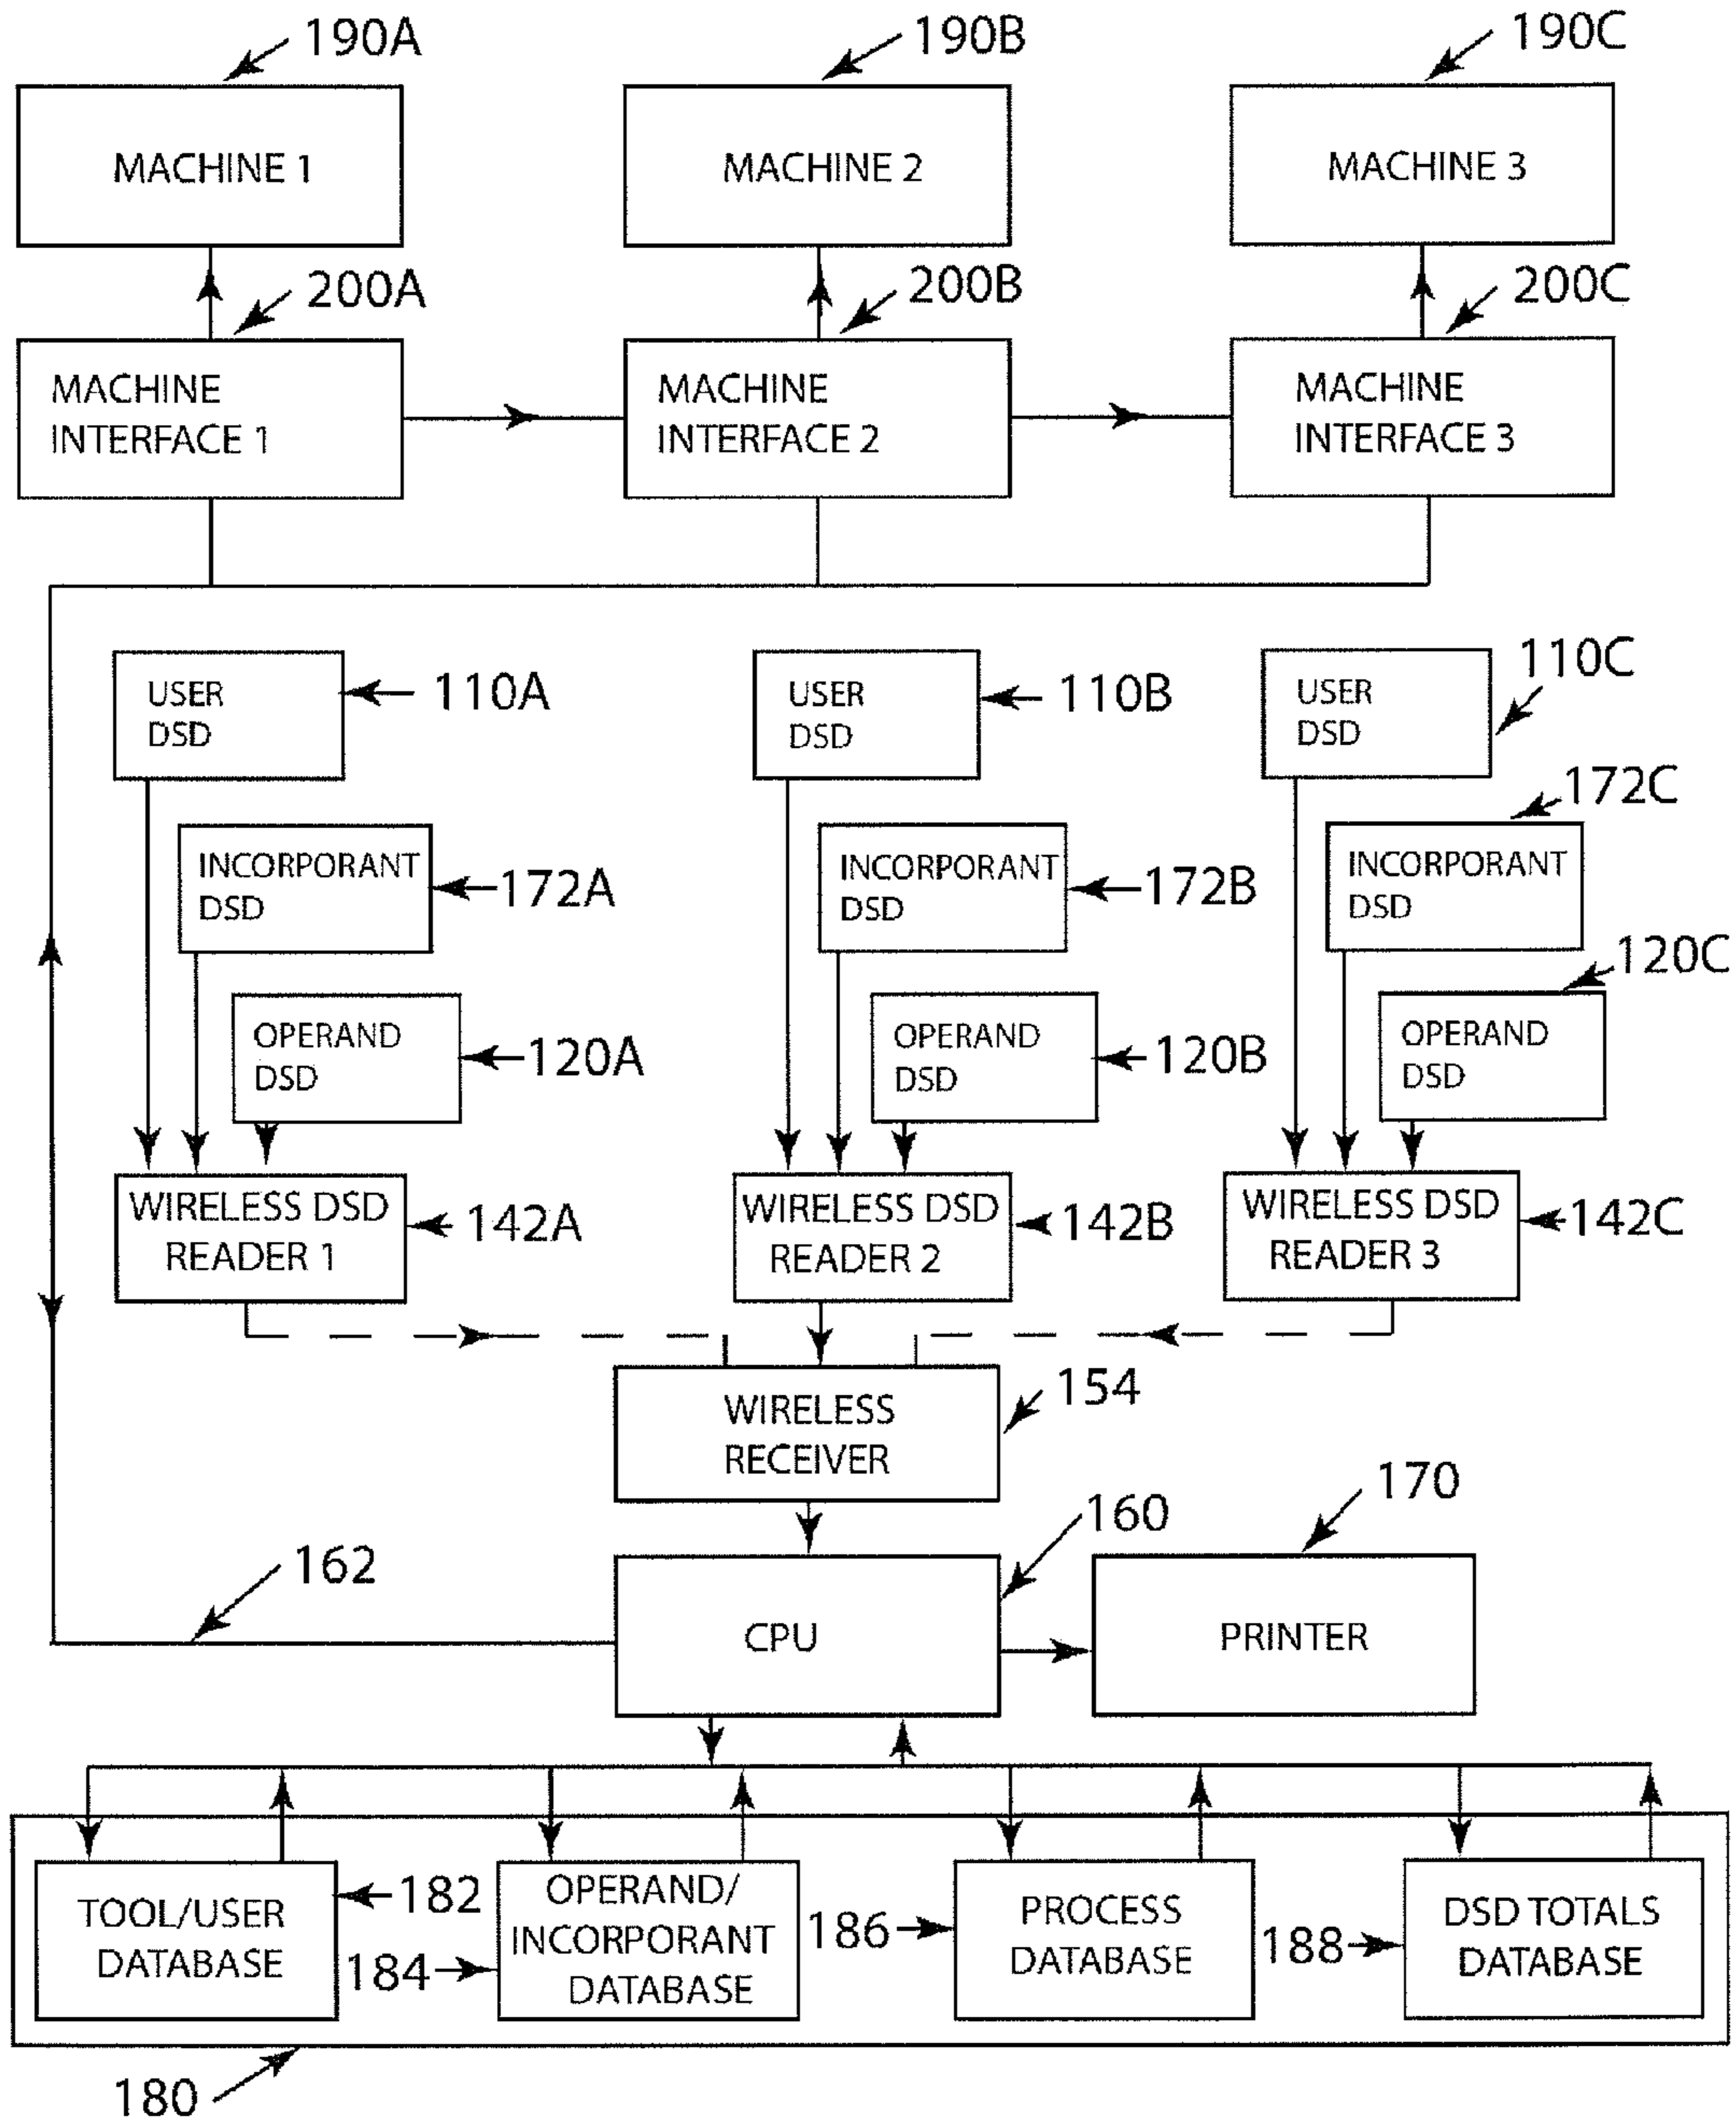 190A
190B
190C
MACHINE 1
MACHINE 2
MACHINE 3
200A
200B
200C
MACHINE
INTERFACE 1
MACHINE
INTERFACE 2
MACHINE
INTERFACE 3
USER
DSD
110A
USER
DSD
110B
USER
DSD
110C
INCORPORANT
DSD
172A
INCORPORANT
DSD
172B
INCORPORANT
DSD
172C
OPERAND
DSD
120A
OPERAND
DSD
120B
OPERAND
DSD
120C
WIRELESS DSD
READER 1
142A
WIRELESS DSD
READER 2
142B
WIRELESS DSD
READER 3
142C
WIRELESS
RECEIVER
154
162
CPU
160
PRINTER
170
TOOL/USER
DATABASE
182
OPERAND/
INCORPORANT
DATABASE
184
PROCESS
DATABASE
186
DSD TOTALS
DATABASE
188
180